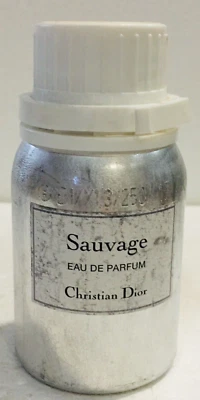 Sauvage
EAU DE PARFUM
Christian Dior